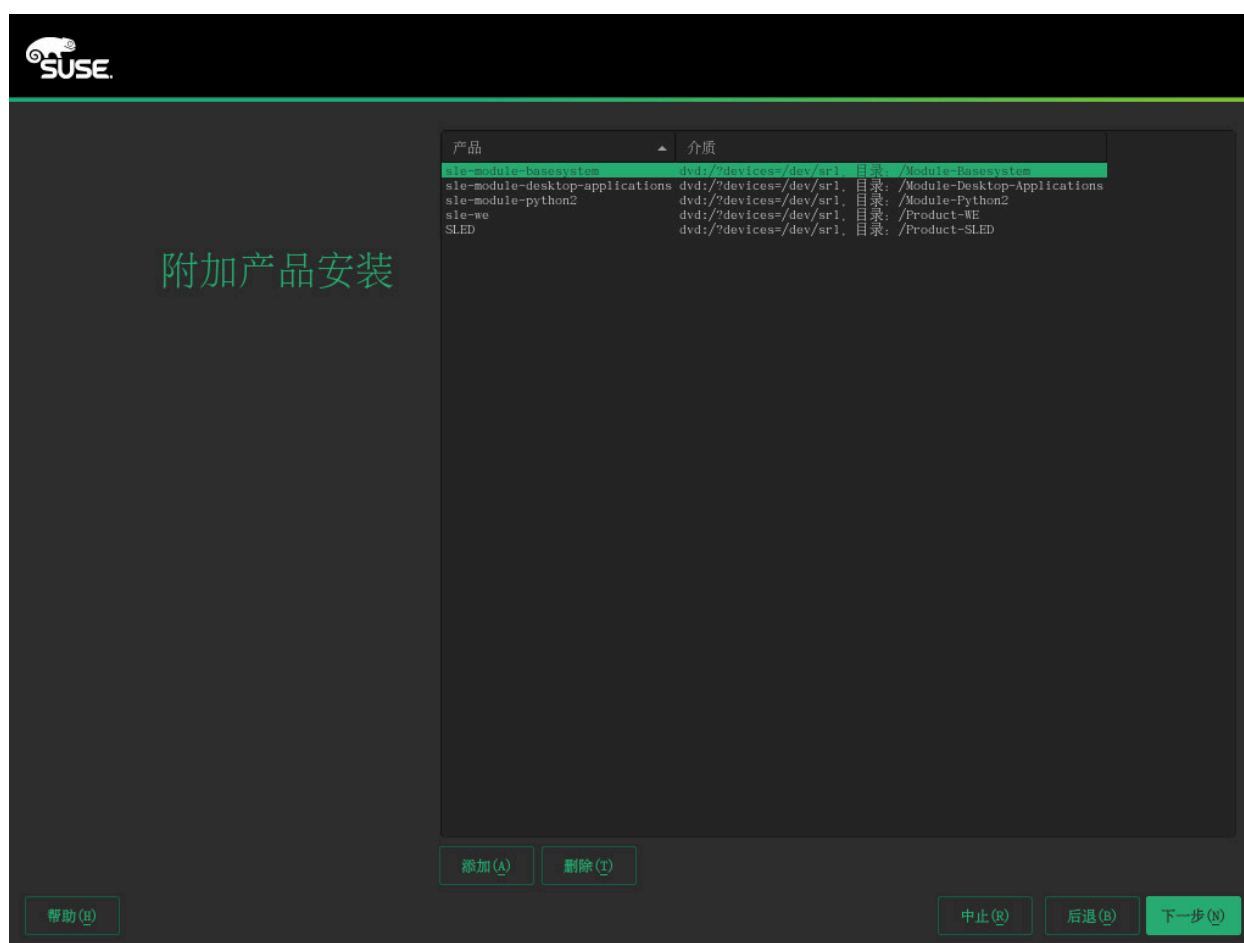 SUSE.
产品 介质
sle-module-basesystem dvd:/?devices=/dev/sr1, 目录: /Module-Basesystem
sle-module-desktop-applications dvd:/?devices=/dev/sr1, 目录: /Module-Desktop-Applications
sle-module-python2 dvd:/?devices=/dev/sr1, 目录: /Module-Python2
sle-we dvd:/?devices=/dev/sr1, 目录: /Product-WE
SLED dvd:/?devices=/dev/sr1, 目录: /Product-SLED
附加产品安装
添加(A) 删除(T)
帮助(H) 中止(R) 后退(B) 下一步(N)